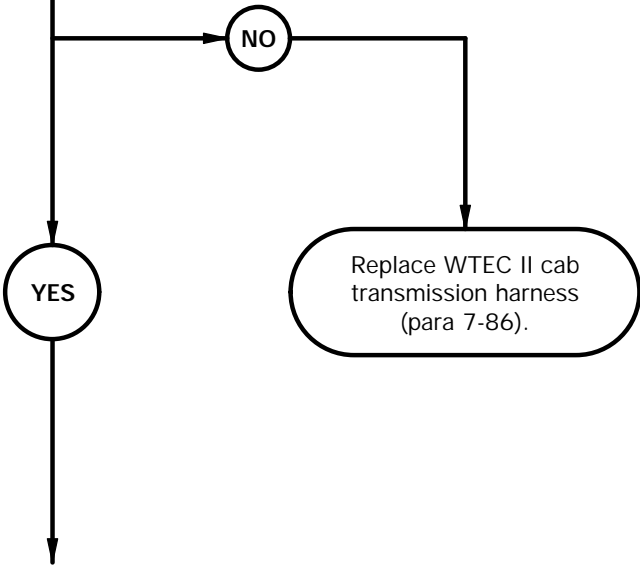 NO
Replace WTEC II cab
transmission harness
(para 7-86).
YES